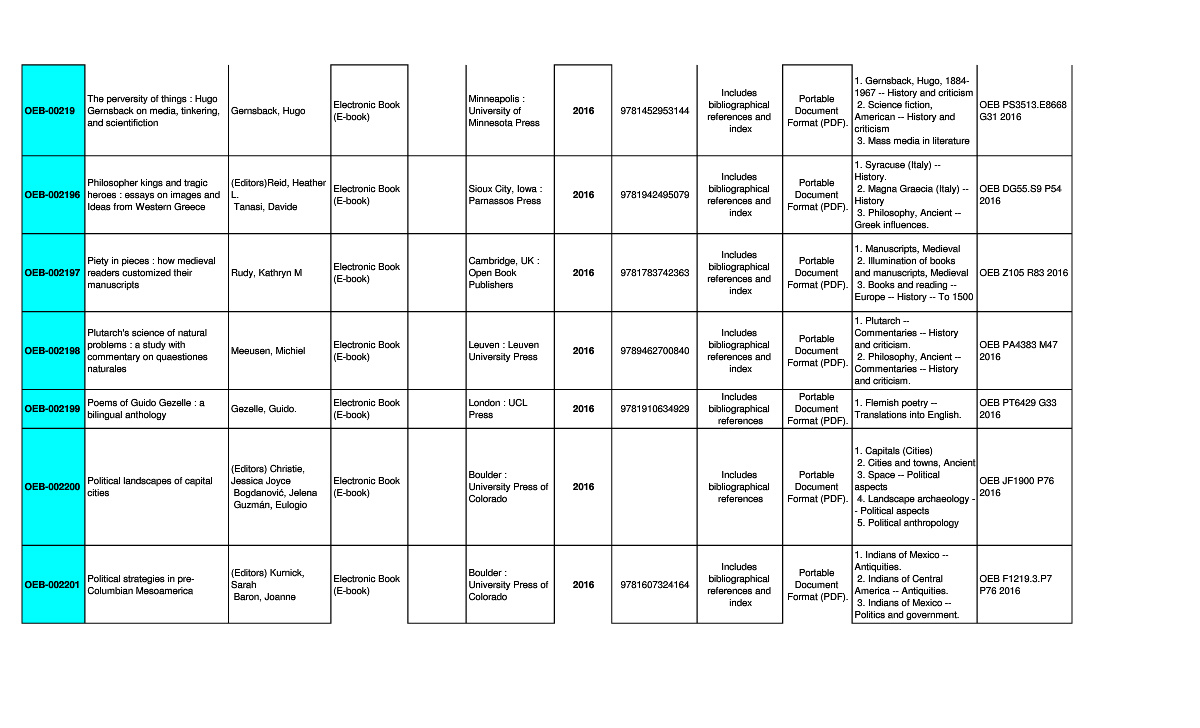 OEB-00219
The perversity of things : Hugo
Gernsback on media, tinkering,
and scientifiction
Gernsback, Hugo
Electronic Book
(E-book)
Minneapolis :
University of
Minnesota Press
2016
9781452953144
Includes
bibliographical
references and
index
Portable
Document
Format (PDF).
1. Gernsback, Hugo, 1884-
1967 -- History and criticism
2. Science fiction,
American -- History and
criticism
3. Mass media in literature
OEB PS3513.E8668
G31 2016
OEB-002196
Philosopher kings and tragic
heroes : essays on images and
Ideas from Western Greece
(Editors)Reid, Heather
L.
Tanasi, Davide
Electronic Book
(E-book)
Sioux City, Iowa :
Parnassos Press
2016
9781942495079
Includes
bibliographical
references and
index
Portable
Document
Format (PDF).
1. Syracuse (Italy) --
History.
2. Magna Graecia (Italy) --
History
3. Philosophy, Ancient --
Greek influences.
OEB DG55.S9 P54
2016
OEB-002197
Piety in pieces : how medieval
readers customized their
manuscripts
Rudy, Kathryn M
Electronic Book
(E-book)
Cambridge, UK :
Open Book
Publishers
2016
9781783742363
Includes
bibliographical
references and
index
Portable
Document
Format (PDF).
1. Manuscripts, Medieval
2. Illumination of books
and manuscripts, Medieval
3. Books and reading --
Europe -- History -- To 1500
OEB Z105 R83 2016
OEB-002198
Plutarch's science of natural
problems : a study with
commentary on quaestiones
naturales
Meeusen, Michiel
Electronic Book
(E-book)
Leuven : Leuven
University Press
2016
9789462700840
Includes
bibliographical
references and
index
Portable
Document
Format (PDF).
1. Plutarch --
Commentaries -- History
and criticism.
2. Philosophy, Ancient --
Commentaries -- History
and criticism.
OEB PA4383 M47
2016
OEB-002199
Poems of Guido Gezelle : a
bilingual anthology
Gezelle, Guido.
Electronic Book
(E-book)
London : UCL
Press
2016
9781910634929
Includes
bibliographical
references
Portable
Document
Format (PDF).
1. Flemish poetry --
Translations into English.
OEB PT6429 G33
2016
OEB-002200
Political landscapes of capital
cities
(Editors) Christie,
Jessica Joyce
Bogdanović, Jelena
Guzmán, Eulogio
Electronic Book
(E-book)
Boulder :
University Press of
Colorado
2016
Includes
bibliographical
references
Portable
Document
Format (PDF).
1. Capitals (Cities)
2. Cities and towns, Ancient
3. Space -- Political
aspects
4. Landscape archaeology -
- Political aspects
5. Political anthropology
OEB JF1900 P76
2016
OEB-002201
Political strategies in pre-
Columbian Mesoamerica
(Editors) Kurnick,
Sarah
Baron, Joanne
Electronic Book
(E-book)
Boulder :
University Press of
Colorado
2016
9781607324164
Includes
bibliographical
references and
index
Portable
Document
Format (PDF).
1. Indians of Mexico --
Antiquities.
2. Indians of Central
America -- Antiquities.
3. Indians of Mexico --
Politics and government.
OEB F1219.3.P7
P76 2016